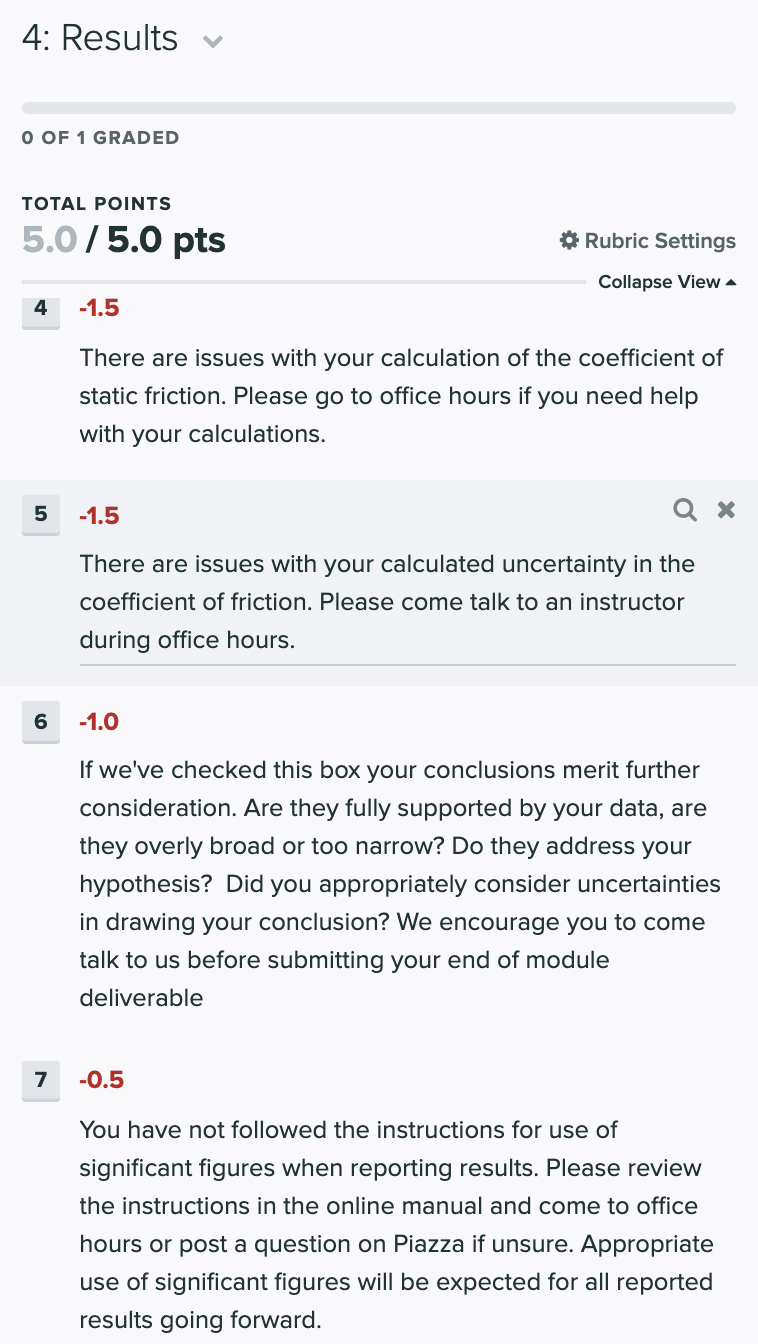 4: Results
0 OF 1 GRADED
TOTAL POINTS
5.0 / 5.0 pts
Rubric Settings
Collapse View
4 -1.5
There are issues with your calculation of the coefficient of
static friction. Please go to office hours if you need help
with your calculations.
5 -1.5
There are issues with your calculated uncertainty in the
coefficient of friction. Please come talk to an instructor
during office hours.
6 -1.0
If we've checked this box your conclusions merit further
consideration. Are they fully supported by your data, are
they overly broad or too narrow? Do they address your
hypothesis?  Did you appropriately consider uncertainties
in drawing your conclusion? We encourage you to come
talk to us before submitting your end of module
deliverable
7 -0.5
You have not followed the instructions for use of
significant figures when reporting results. Please review
the instructions in the online manual and come to office
hours or post a question on Piazza if unsure. Appropriate
use of significant figures will be expected for all reported
results going forward.